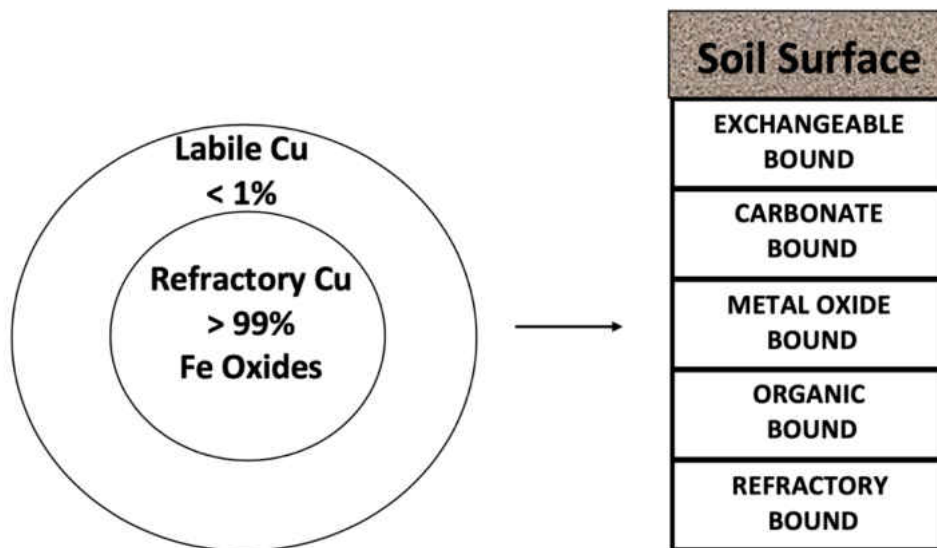 Labile Cu
< 1%
Refractory Cu
> 99%
Fe Oxides
Soil Surface
EXCHANGEABLE
BOUND
CARBONATE
BOUND
METAL OXIDE
BOUND
ORGANIC
BOUND
REFRACTORY
BOUND